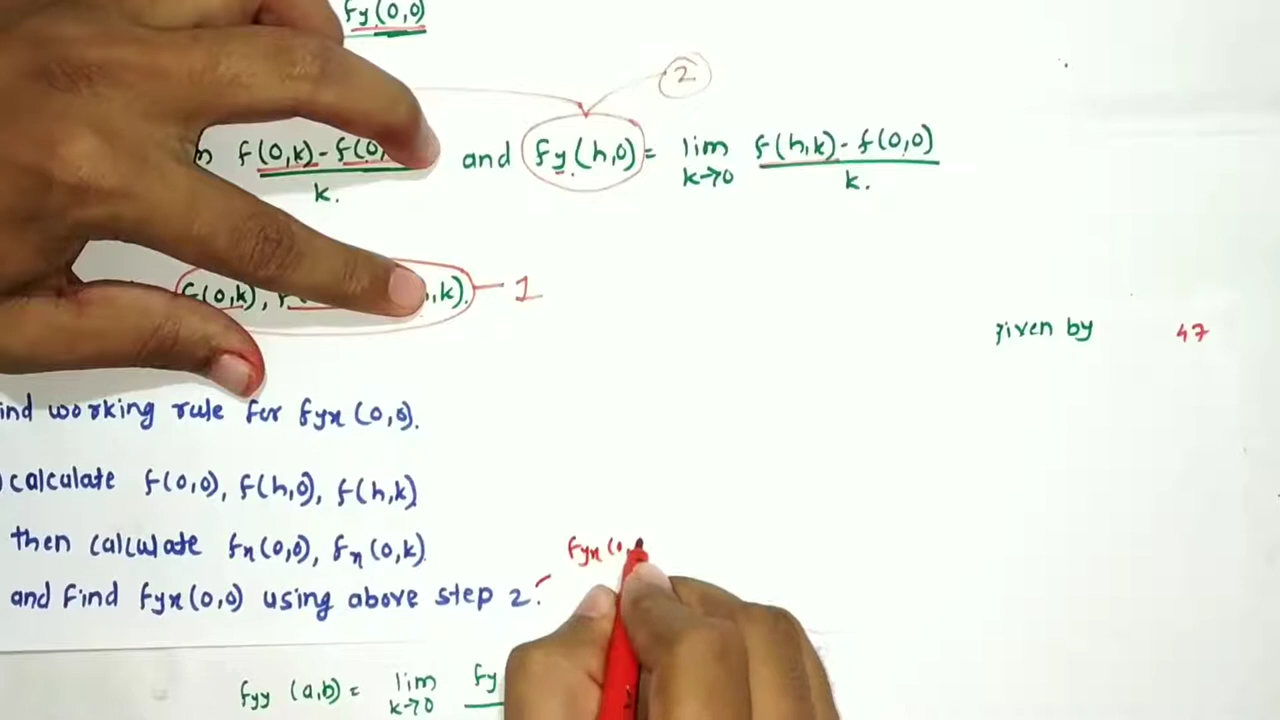 fy(0,0)
2
f(0,k)-f(0, and fy(h,0)= lim k→0 f(h,k)-f(0,0)
k. k.
f(0,k), ,k). 1
given by 47
working rule for fyx (0,0).
calculate f(0,0), f(h,0), f(h,k)
then calculate fx(0,0), fx(0,k).
fyx(0,
and find fyx(0,0) using above step 2.
fyy (a,b) = lim k→0 fy